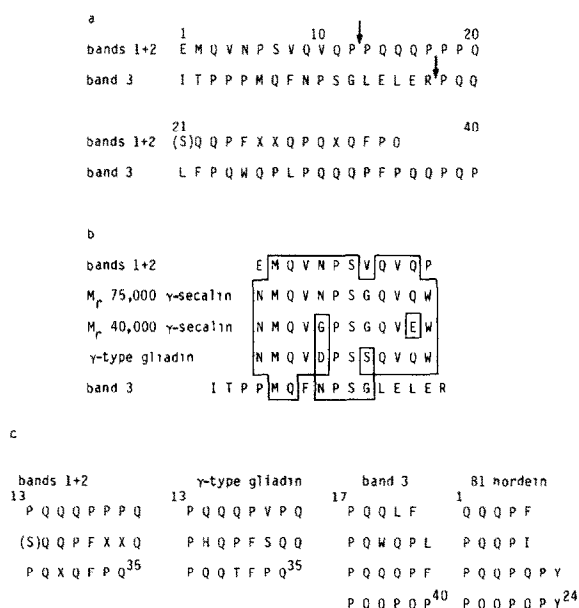 a
1 10 20
bands 1+2 E M Q V N P S V Q V Q P P Q Q Q P P P Q
band 3 I T P P P M Q F N P S G L E L E R P Q Q
21 40
bands 1+2 (S)Q Q P F X X Q P Q X Q F P Q
band 3 L F P Q W Q P L P Q Q Q P F P Q Q P Q P
b
bands 1+2 E M Q V N P S V Q V Q P
Mr 75,000 γ-secalin N M Q V N P S G Q V Q W
Mr 40,000 γ-secalin N M Q V G P S G Q V E W
γ-type gliadin N M Q V D P S S Q V Q W
band 3 I T P P M Q F N P S G L E L E R
c
bands 1+2 γ-type gliadin band 3 B1 hordein
13 13 17 1
P Q Q Q P P P Q P Q Q Q P V P Q P Q Q L F Q Q Q P F
(S)Q Q P F X X Q P H Q P F S Q Q P Q W Q P L P Q Q P I
P Q X Q F P Q35 P Q Q T F P Q35 P Q Q Q P F P Q Q P Q P Y
P Q Q P Q P40 P Q Q P Q P Y24